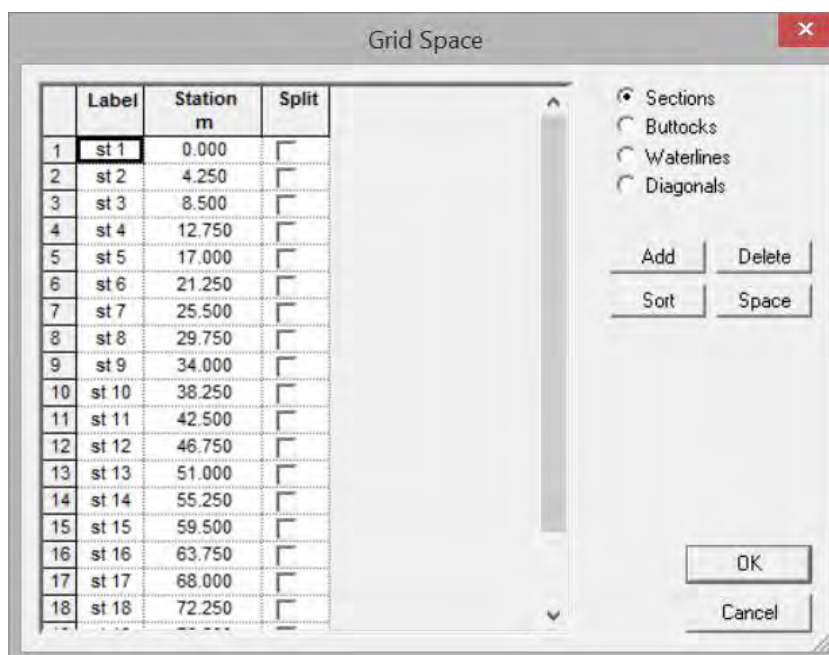 Grid Space
x
Label Station m Split
1 st 1 0.000
2 st 2 4.250
3 st 3 8.500
4 st 4 12.750
5 st 5 17.000
6 st 6 21.250
7 st 7 25.500
8 st 8 29.750
9 st 9 34.000
10 st 10 38.250
11 st 11 42.500
12 st 12 46.750
13 st 13 51.000
14 st 14 55.250
15 st 15 59.500
16 st 16 63.750
17 st 17 68.000
18 st 18 72.250
Sections
Buttocks
Waterlines
Diagonals
Add Delete
Sort Space
OK
Cancel